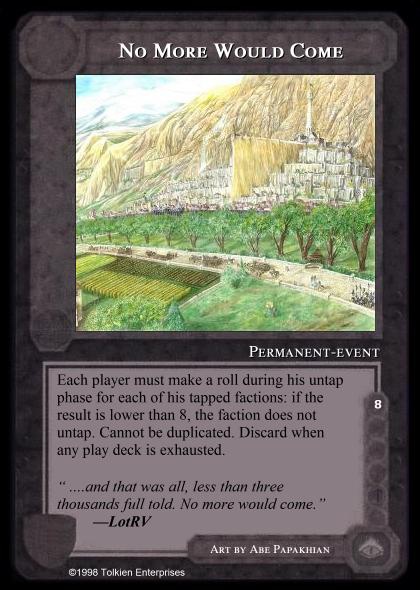 No More Would Come
Permanent-event
Each player must make a roll during his untap
phase for each of his tapped factions: if the
result is lower than 8, the faction does not
untap. Cannot be duplicated. Discard when
any play deck is exhausted.
8
“ ....and that was all, less than three
thousands full told. No more would come.”
—LotRV
Art by Abe Papakhian
©1998 Tolkien Enterprises